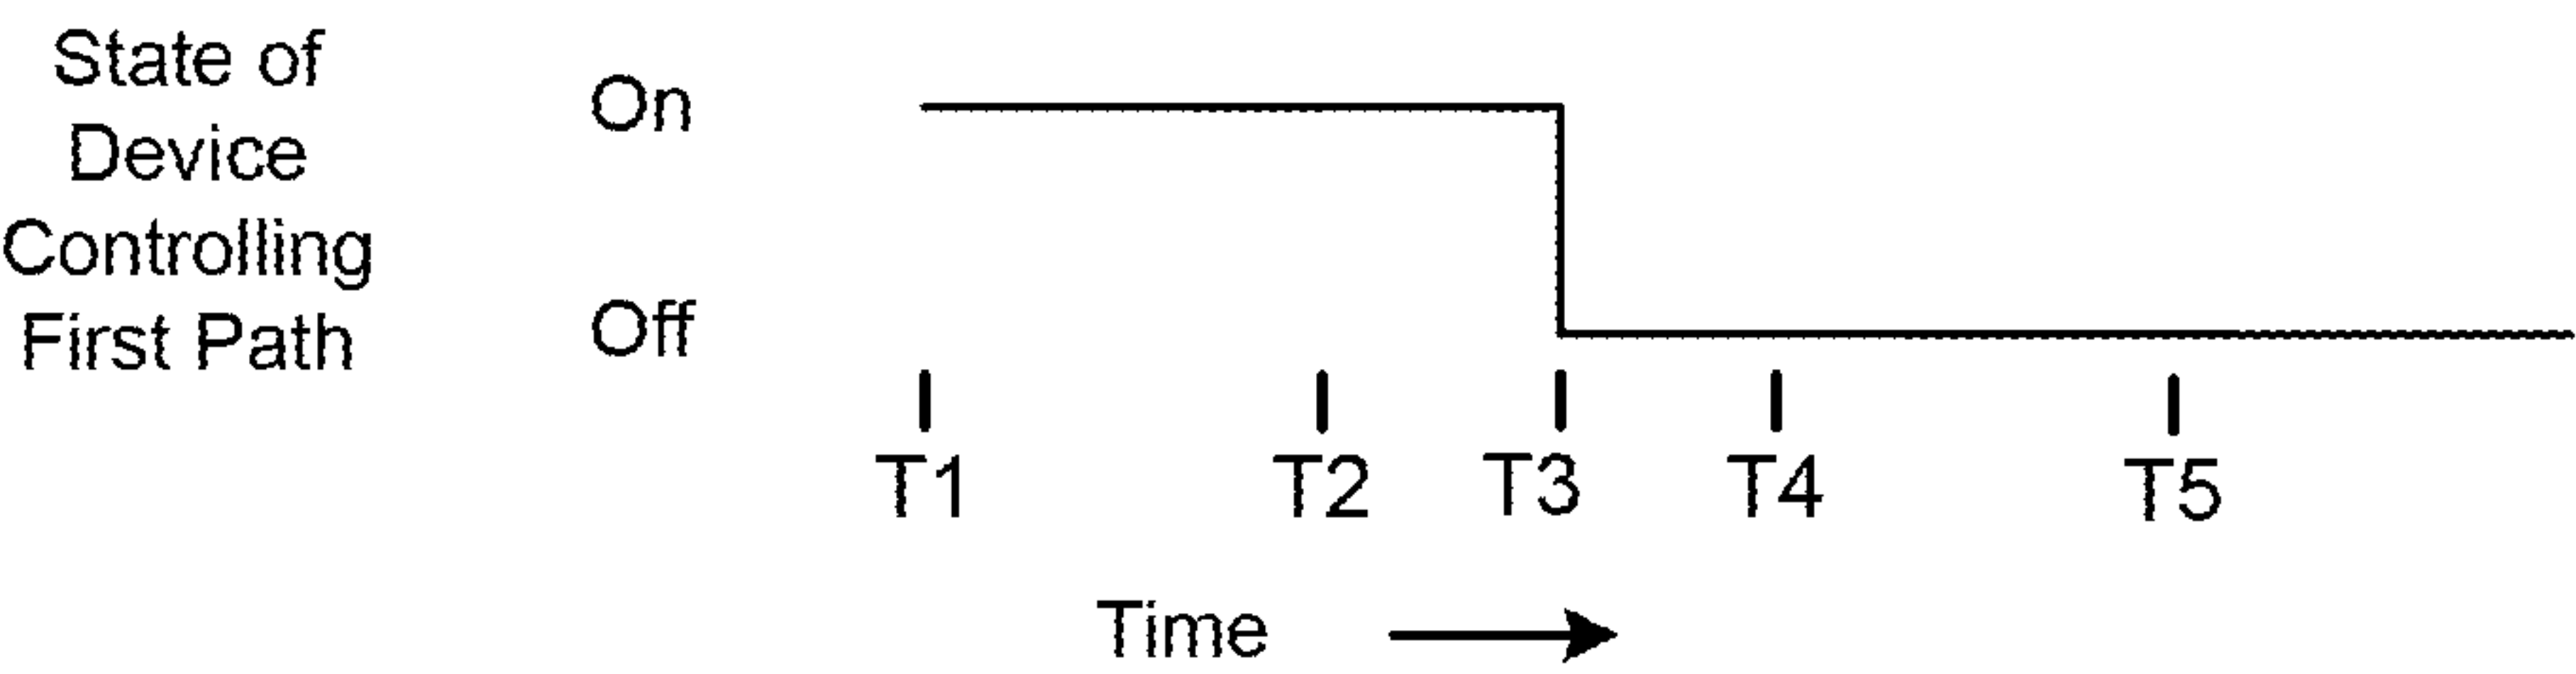 State of
Device
Controlling
First Path
On
Off
T1 T2 T3 T4 T5
Time